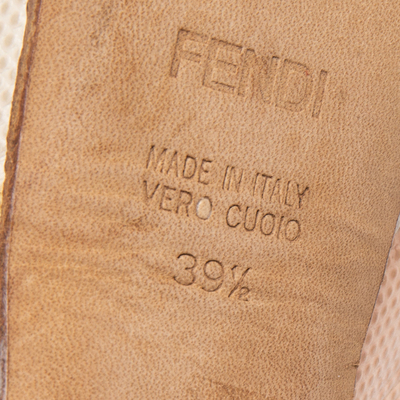 FENDI
MADE IN ITALY
VERO CUOIO
39½